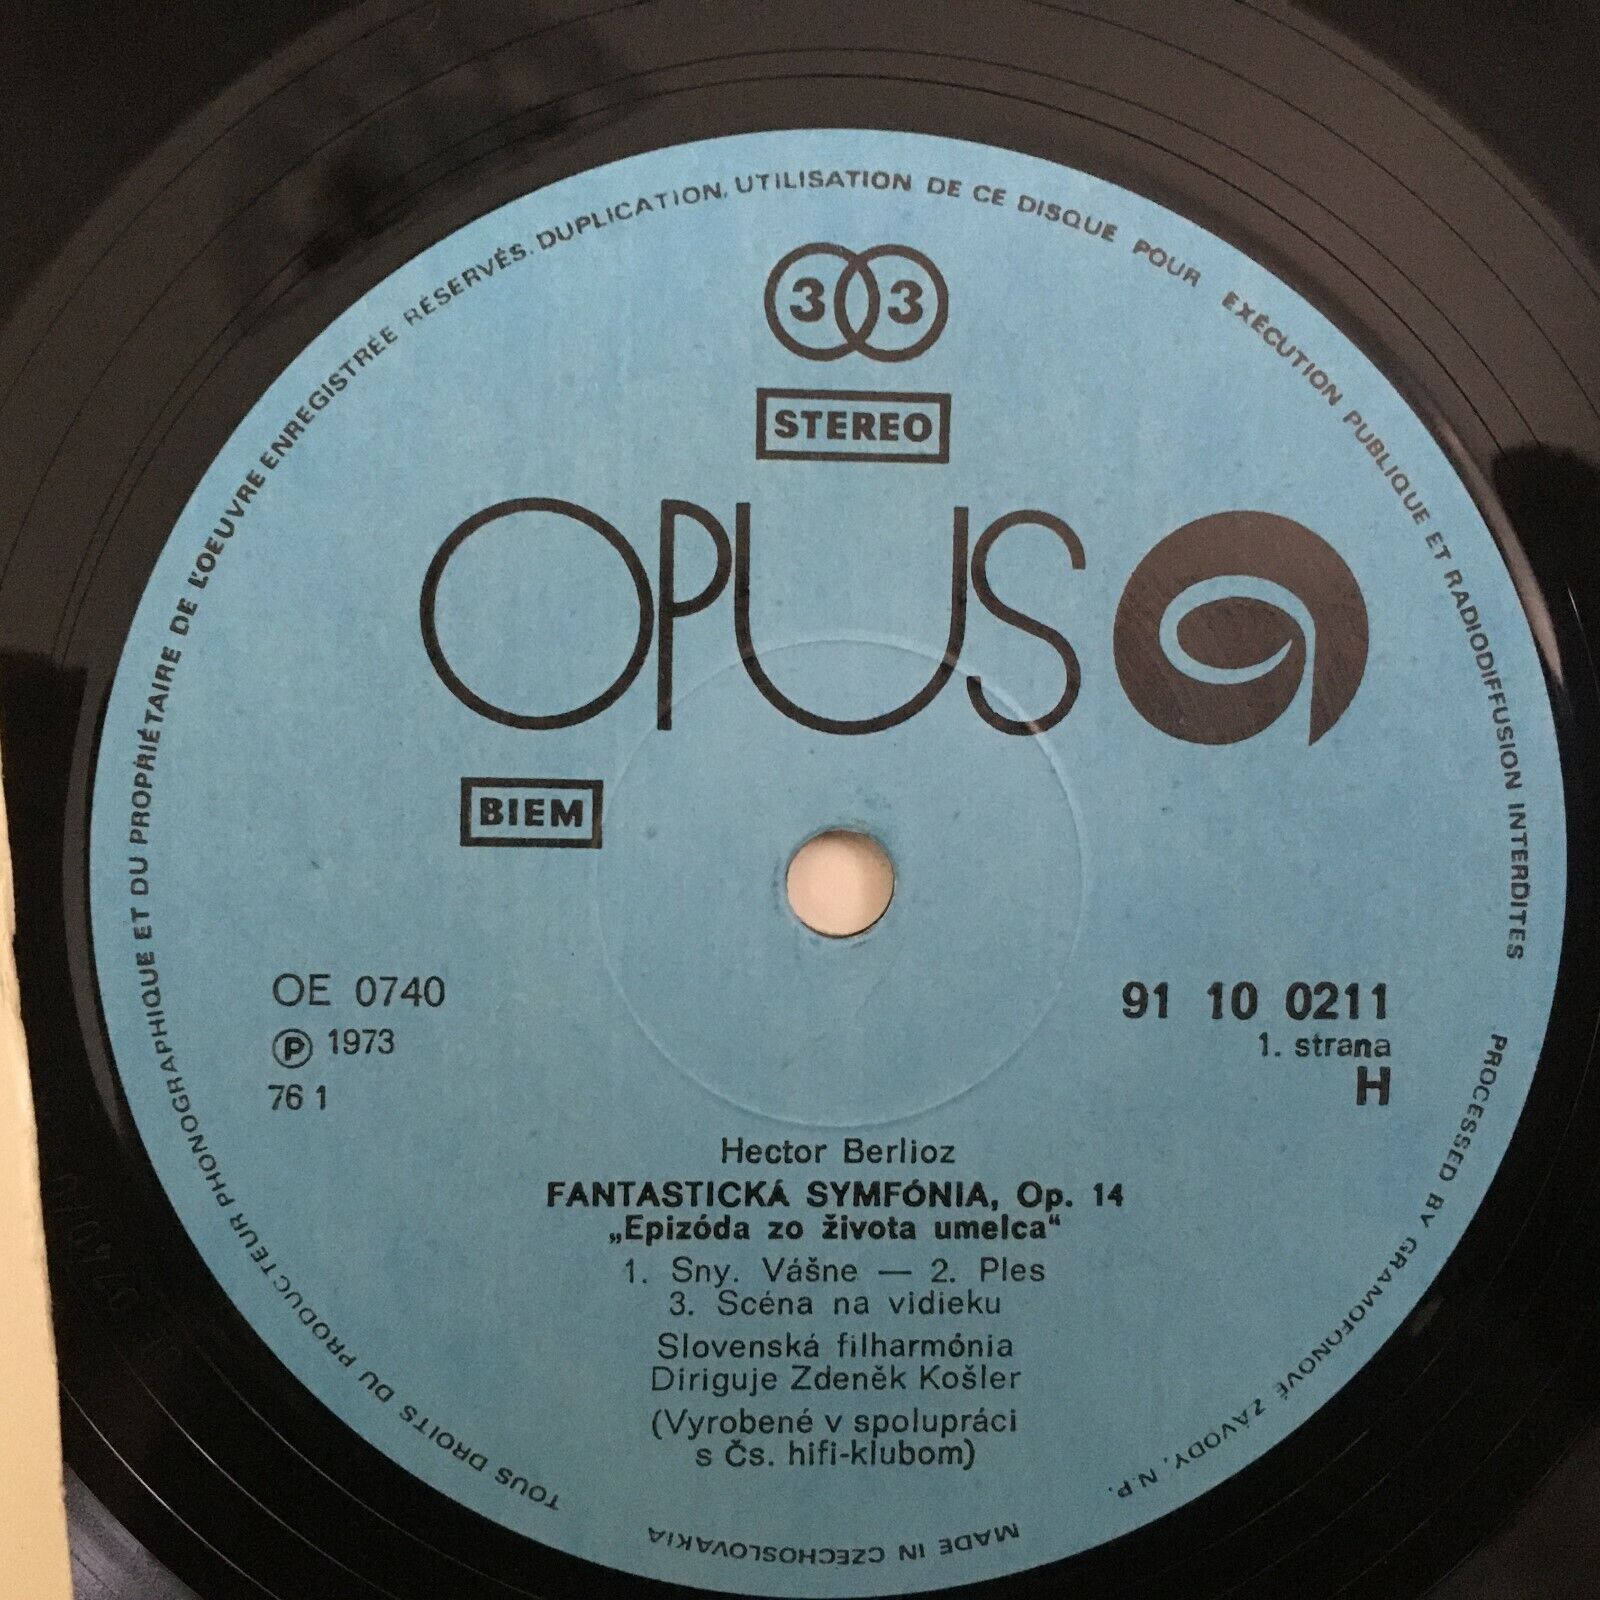 TOUS DROITS DU PRODUCTEUR PHONOGRAPHIQUE ET DU PROPRIÉTAIRE DE L'OEUVRE ENREGISTRÉE RÉSERVÉS. DUPLICATION, UTILISATION DE CE DISQUE POUR EXÉCUTION PUBLIQUE ET RADIODIFFUSION INTERDITES
33
STEREO
OPUS
BIEM
OE 0740
℗ 1973
76 1
91 10 0211
1. strana
H
Hector Berlioz
FANTASTICKÁ SYMFÓNIA, Op. 14
„Epizóda zo života umelca“
1. Sny. Vášne — 2. Ples
3. Scéna na vidieku
Slovenská filharmónia
Diriguje Zdeněk Košler
(Vyrobené v spolupráci
s Čs. hifi-klubom)
PROCESSED BY GRAMOFONOVÉ ZÁVODY, N.P.
MADE IN CZECHOSLOVAKIA